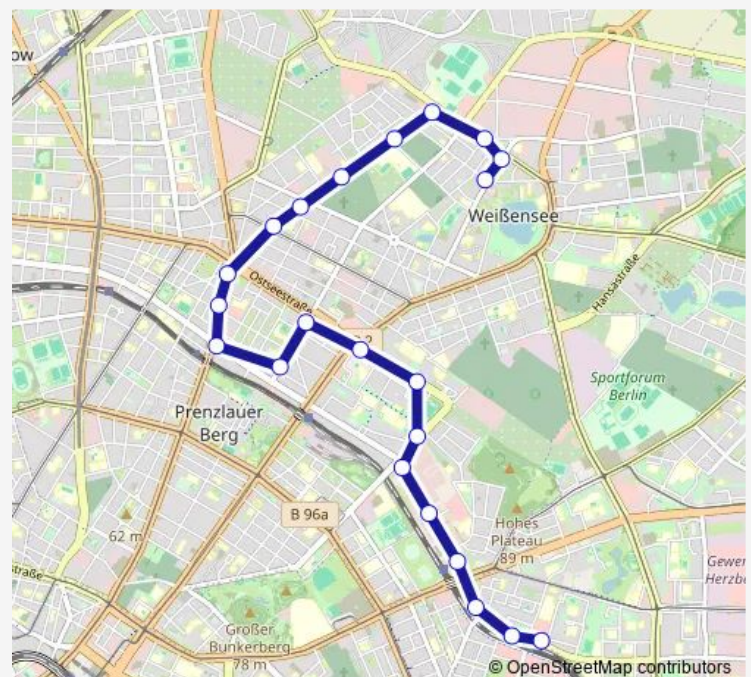 ow
Weißensee
Ostseestraße
Hansastraße
Sportforum
Berlin
Prenzlauer
Berg
B 96a
62 m
Hohes
Plateau
89 m
Gewer
Herzbe
straße
Großer
Bunkerberg
78 m
© OpenStreetMap contributors